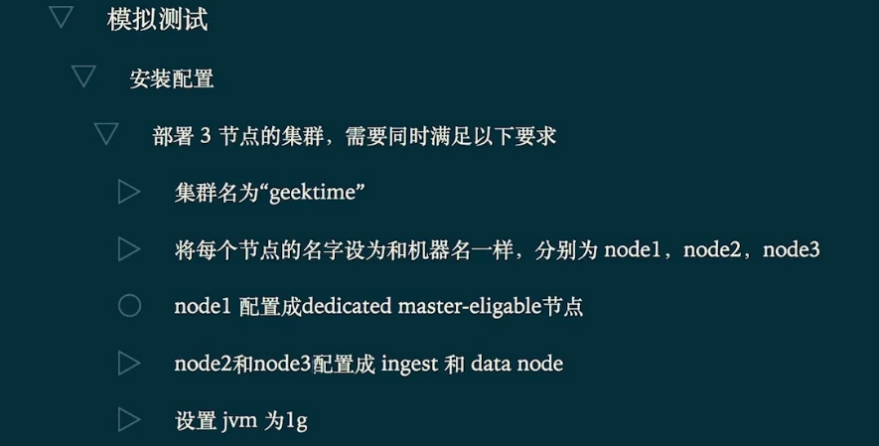 模拟测试
安装配置
部署 3 节点的集群，需要同时满足以下要求
集群名为“geektime”
将每个节点的名字设为和机器名一样，分别为 node1，node2，node3
node1 配置成dedicated master-eligable节点
node2和node3配置成 ingest 和 data node
设置 jvm 为1g